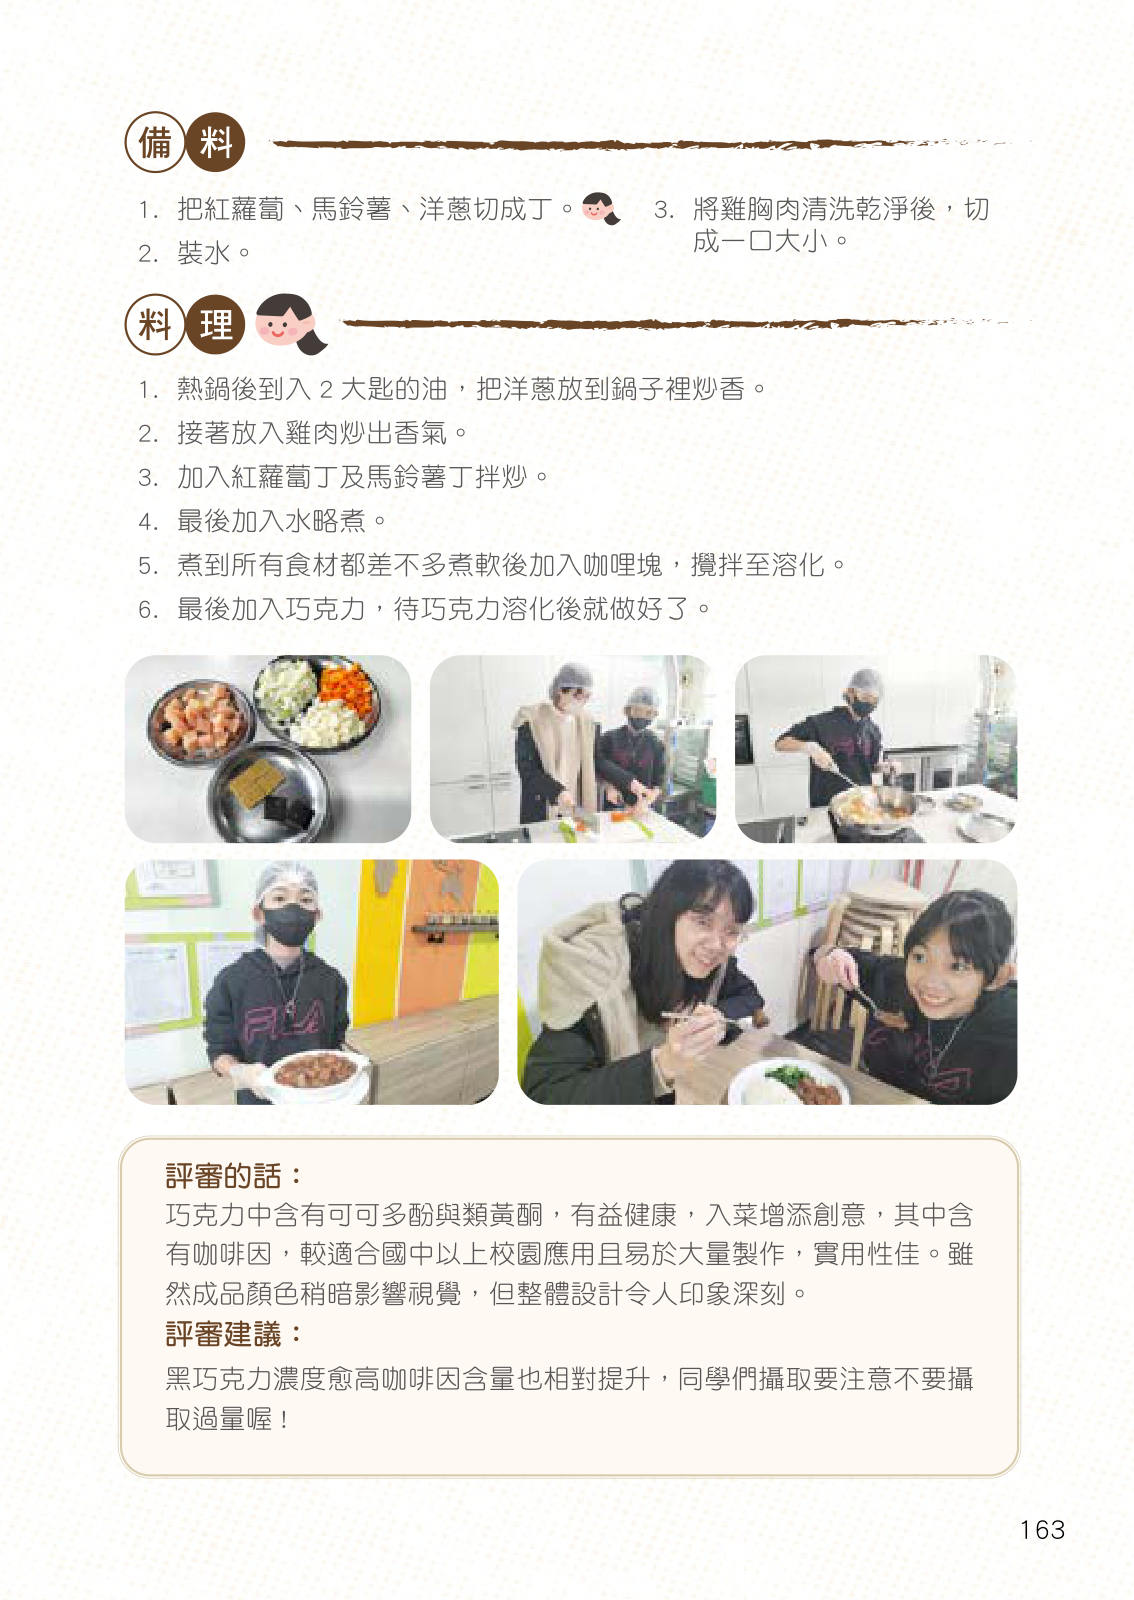 備料
1. 把紅蘿蔔、馬鈴薯、洋蔥切成丁。
2. 裝水。
3. 將雞胸肉清洗乾淨後，切
成一口大小。
料理
1. 熱鍋後到入 2 大匙的油，把洋蔥放到鍋子裡炒香。
2. 接著放入雞肉炒出香氣。
3. 加入紅蘿蔔丁及馬鈴薯丁拌炒。
4. 最後加入水略煮。
5. 煮到所有食材都差不多煮軟後加入咖哩塊，攪拌至溶化。
6. 最後加入巧克力，待巧克力溶化後就做好了。
FILA
評審的話：
巧克力中含有可可多酚與類黃酮，有益健康，入菜增添創意，其中含
有咖啡因，較適合國中以上校園應用且易於大量製作，實用性佳。雖
然成品顏色稍暗影響視覺，但整體設計令人印象深刻。
評審建議：
黑巧克力濃度愈高咖啡因含量也相對提升，同學們攝取要注意不要攝
取過量喔！
163